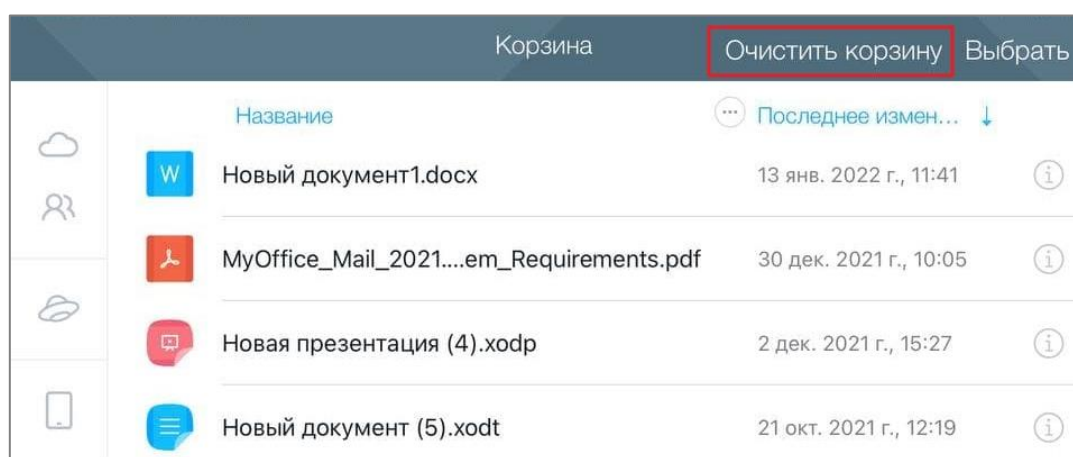 Корзина Очистить корзину Выбрать
Название Последнее измен...
W Новый документ1.docx 13 янв. 2022 г., 11:41
MyOffice_Mail_2021....em_Requirements.pdf 30 дек. 2021 г., 10:05
Новая презентация (4).xodp 2 дек. 2021 г., 15:27
Новый документ (5).xodt 21 окт. 2021 г., 12:19